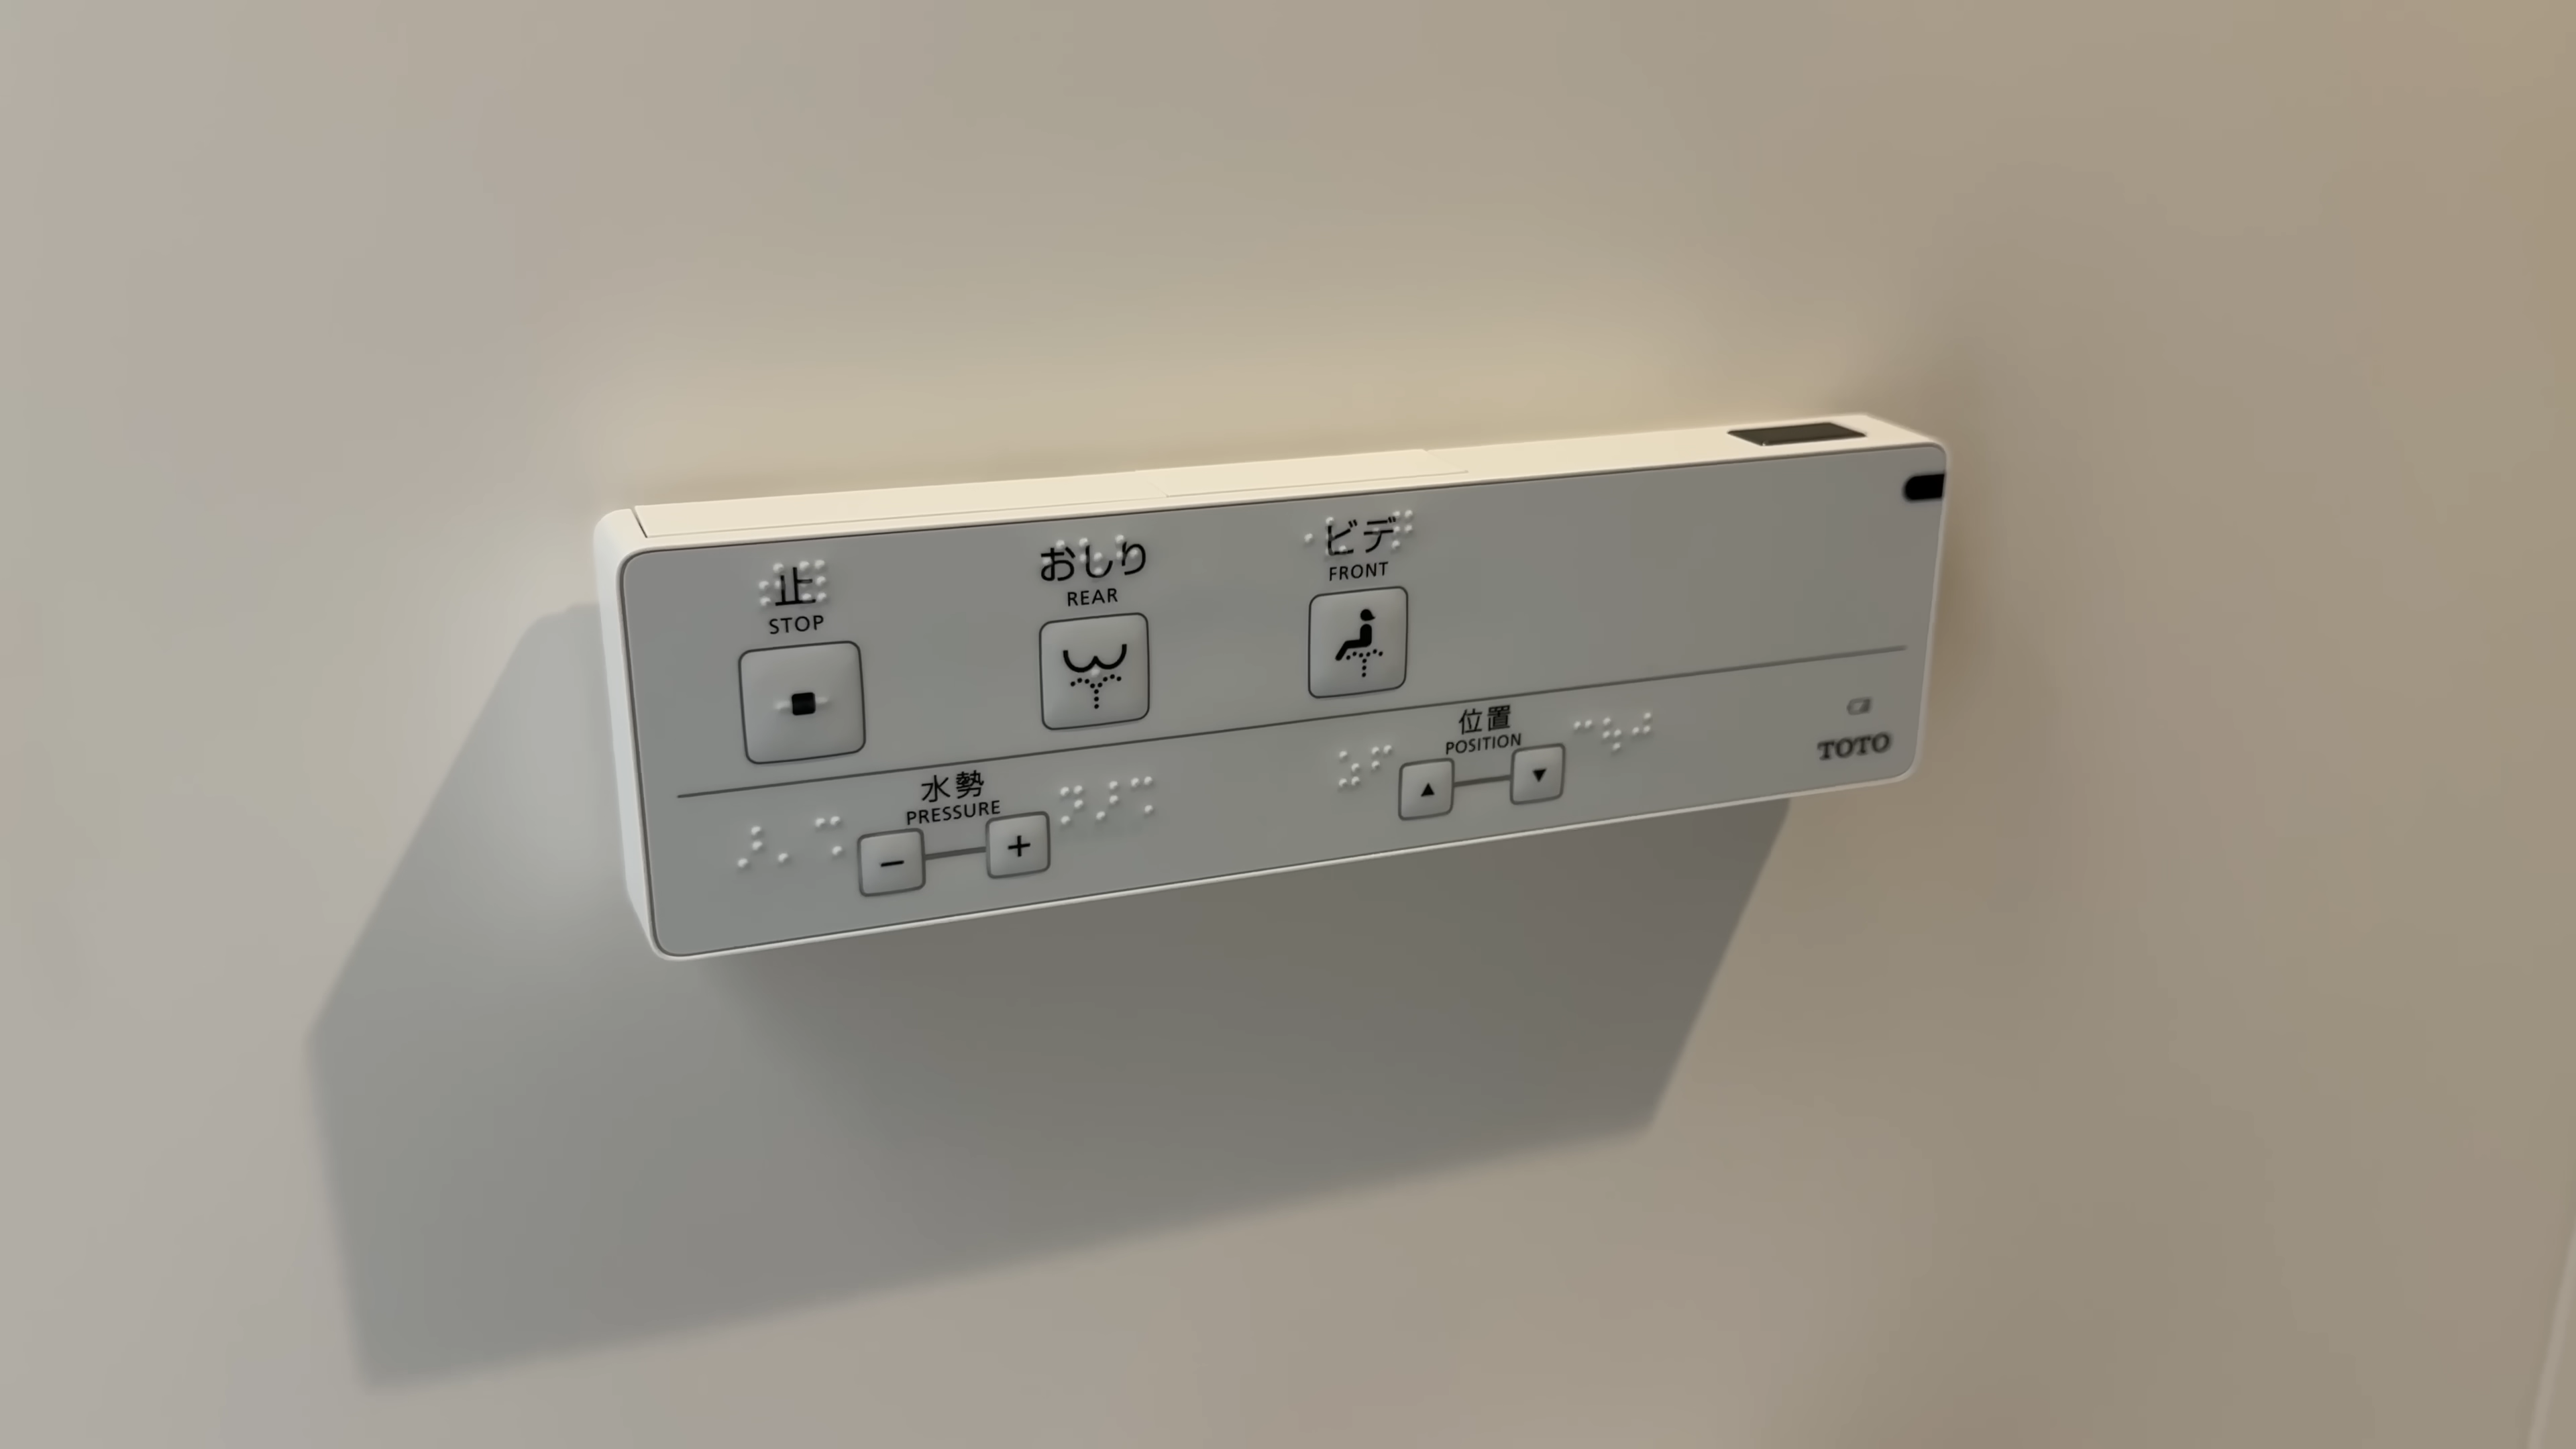 止
STOP
おしり
REAR
ビデ
FRONT
水勢
PRESSURE
− +
位置
POSITION
▲ ▼
TOTO